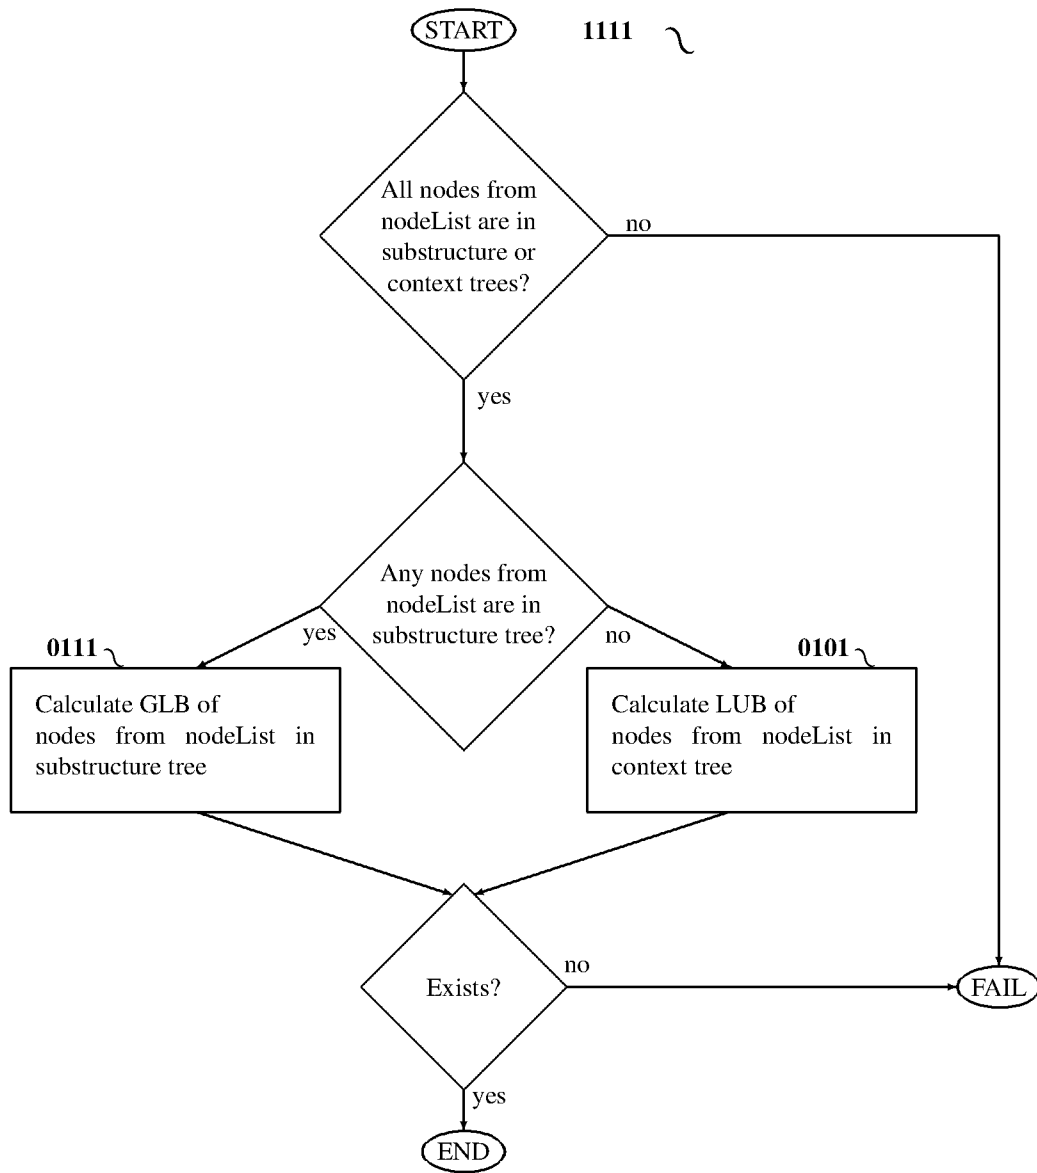 START
1111
All nodes from
nodeList are in
substructure or
context trees?
no
yes
Any nodes from
nodeList are in
substructure tree?
yes
no
0111
0101
Calculate GLB of
nodes from nodeList in
substructure tree
Calculate LUB of
nodes from nodeList in
context tree
Exists?
no
FAIL
yes
END